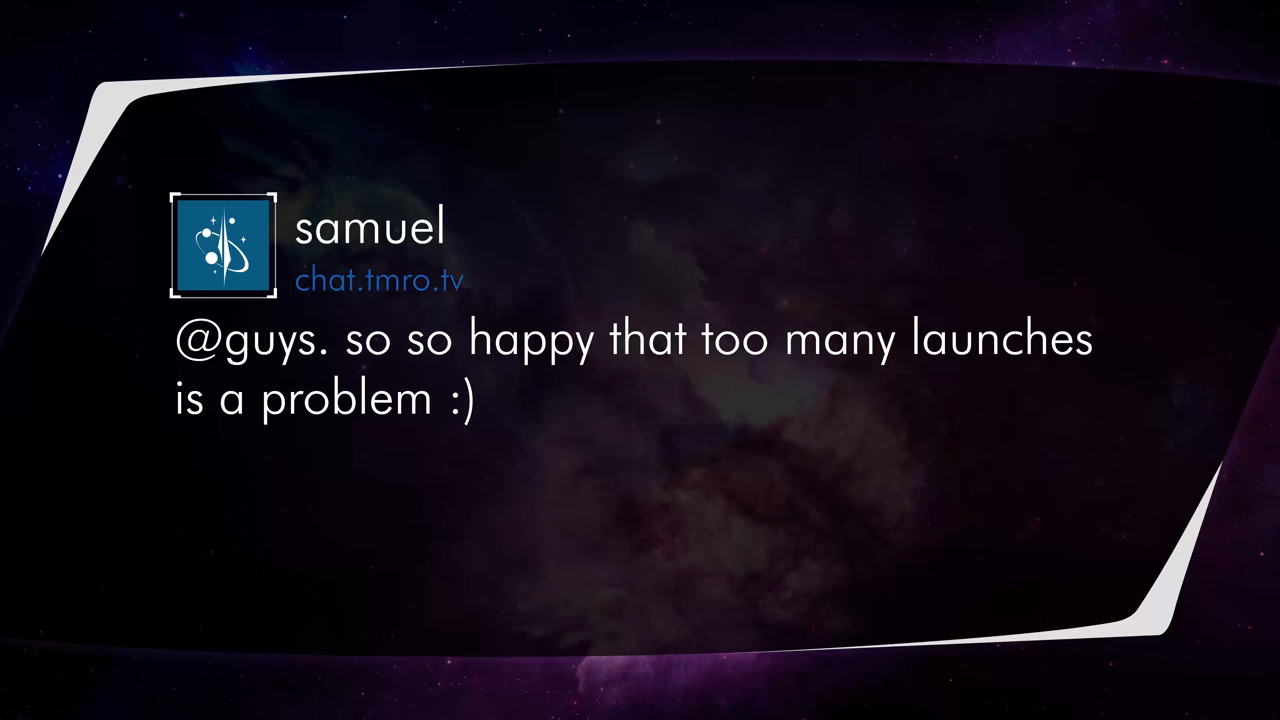 samuel
chat.tmro.tv
@guys. so so happy that too many launches
is a problem :)